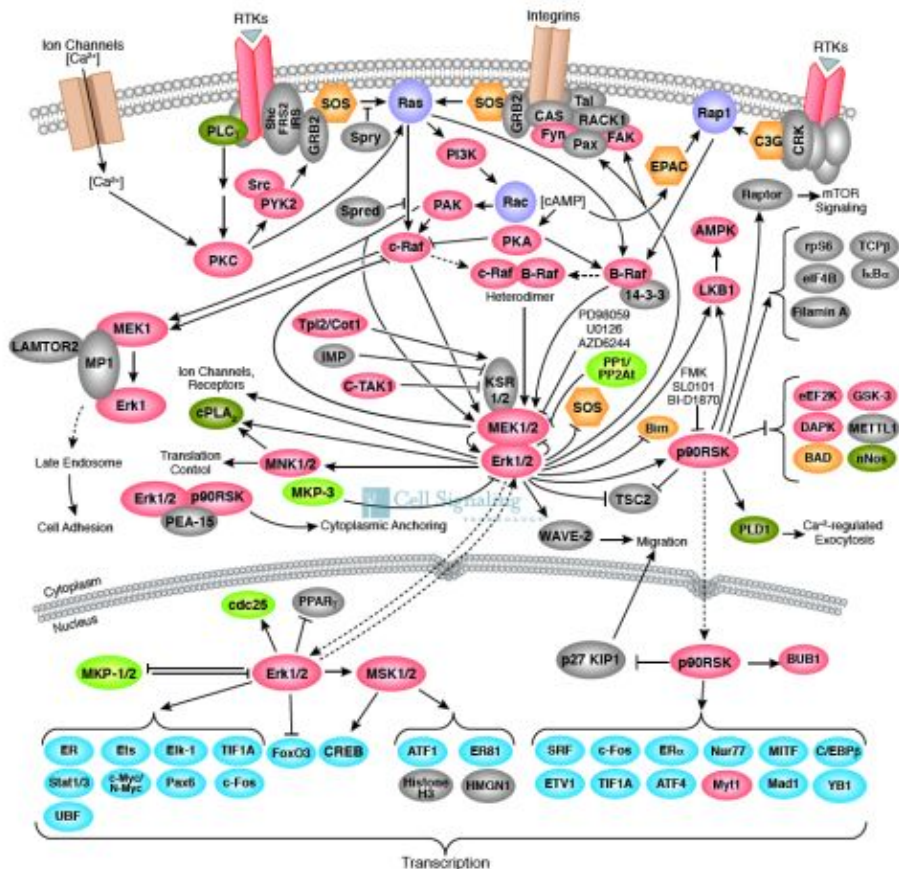 RTKs
Integrins
Ion Channels
[Ca²⁺]
RTKs
Shc
FRS2
IRS
GRB2
SOS
Ras
SOS
GRB2
CAS
Tal
RACK1
Fyn
Pax
FAK
Rap1
C3G
CRK
PLCγ
Spry
PI3K
EPAC
[Ca²⁺]
Src
PYK2
Spred
PAK
Rac
[cAMP]
Raptor
mTOR
Signaling
PKC
c-Raf
PKA
AMPK
rpS6
TCPβ
c-Raf
B-Raf
Heterodimer
B-Raf
14-3-3
LKB1
eIF4B
IκBα
Filamin A
MEK1
LAMTOR2
MP1
Erk1
Tpl2/Cot1
IMP
C-TAK1
KSR
1/2
PD98059
U0126
AZD6244
PP1/
PP2A
SOS
FMK
SL0101
BI-D1870
Ion Channels,
Receptors
cPLA₂
MEK1/2
Erk1/2
Bim
p90RSK
eEF2K
GSK-3
DAPK
METTL1
BAD
nNos
Late Endosome
Translation
Control
MNK1/2
MKP-3
Cell Signaling
TSC2
Erk1/2
p90RSK
PEA-15
Cell Adhesion
Cytoplasmic Anchoring
WAVE-2
Migration
PLD1
Ca⁺²-regulated
Exocytosis
Cytoplasm
Nucleus
cdc25
PPARγ
MKP-1/2
Erk1/2
MSK1/2
p27 KIP1
p90RSK
BUB1
ER
Ets
Elk-1
TIF1A
FoxO3
CREB
ATF1
ER81
SRF
c-Fos
ERα
Nur77
MITF
C/EBPβ
Stat1/3
c-Myc/
N-Myc
Pax6
c-Fos
Histone
H3
HMGN1
ETV1
TIF1A
ATF4
Myt1
Mad1
YB1
UBF
Transcription